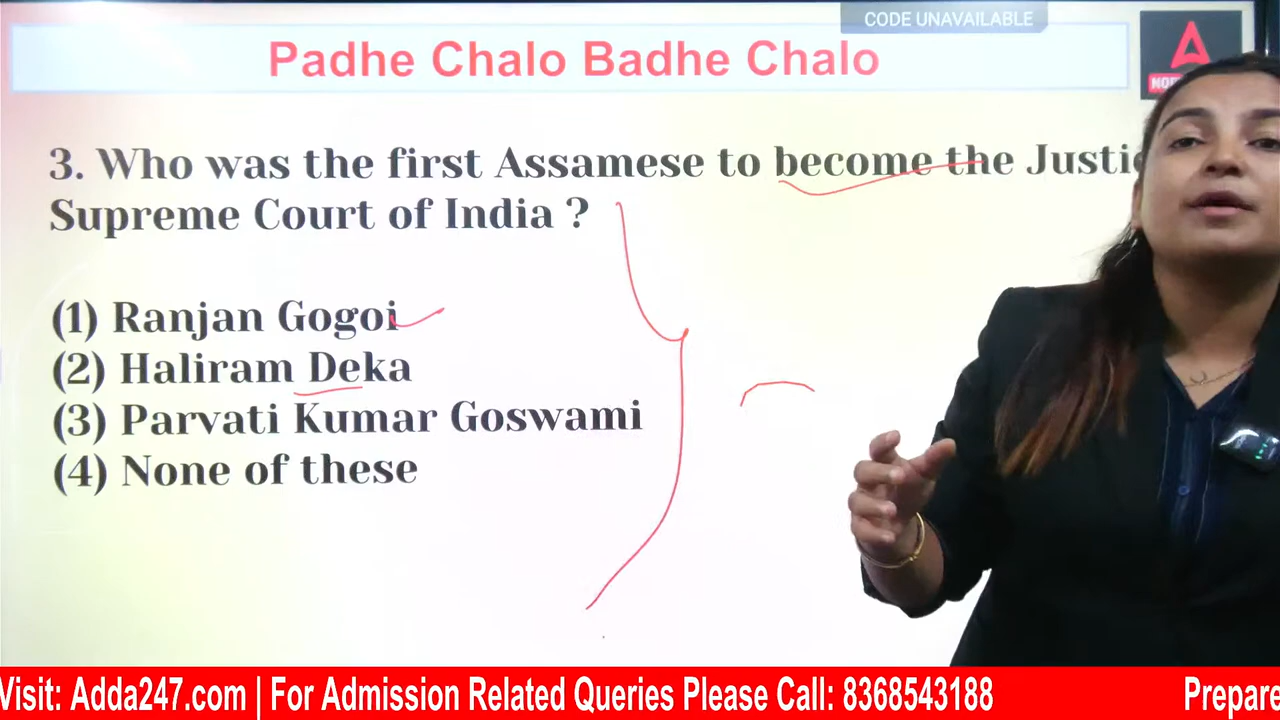 CODE UNAVAILABLE
Padhe Chalo Badhe Chalo
3. Who was the first Assamese to become the
Supreme Court of India ?
(1) Ranjan Gogoi
(2) Haliram Deka
(3) Parvati Kumar Goswami
(4) None of these
Visit: Adda247.com | For Admission Related Queries Please Call: 8368543188 Prepare